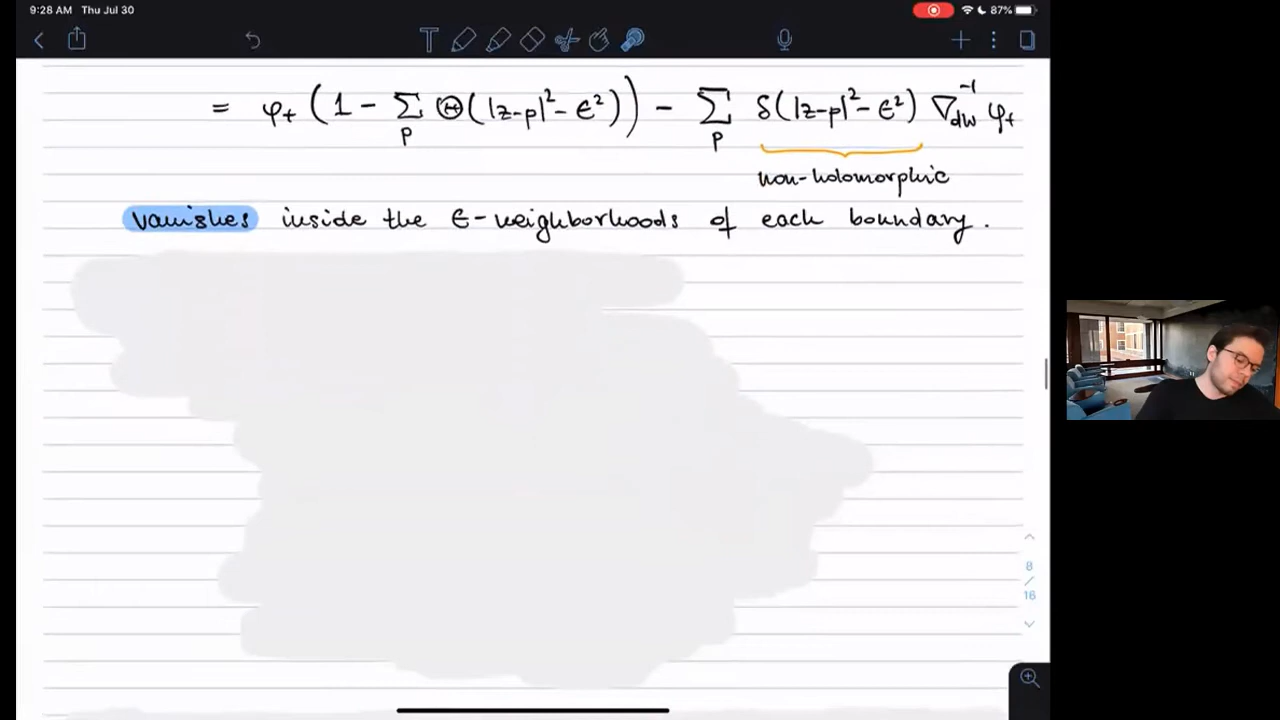 9:28 AM Thu Jul 30
87%
= φ₊ (1 - Σ_p Θ(|z-p|² - ε²)) - Σ_p δ(|z-p|² - ε²) ∇_{dW}^{-1} φ₊
non-holomorphic
vanishes inside the ε-neighborhoods of each boundary.
8
/
16